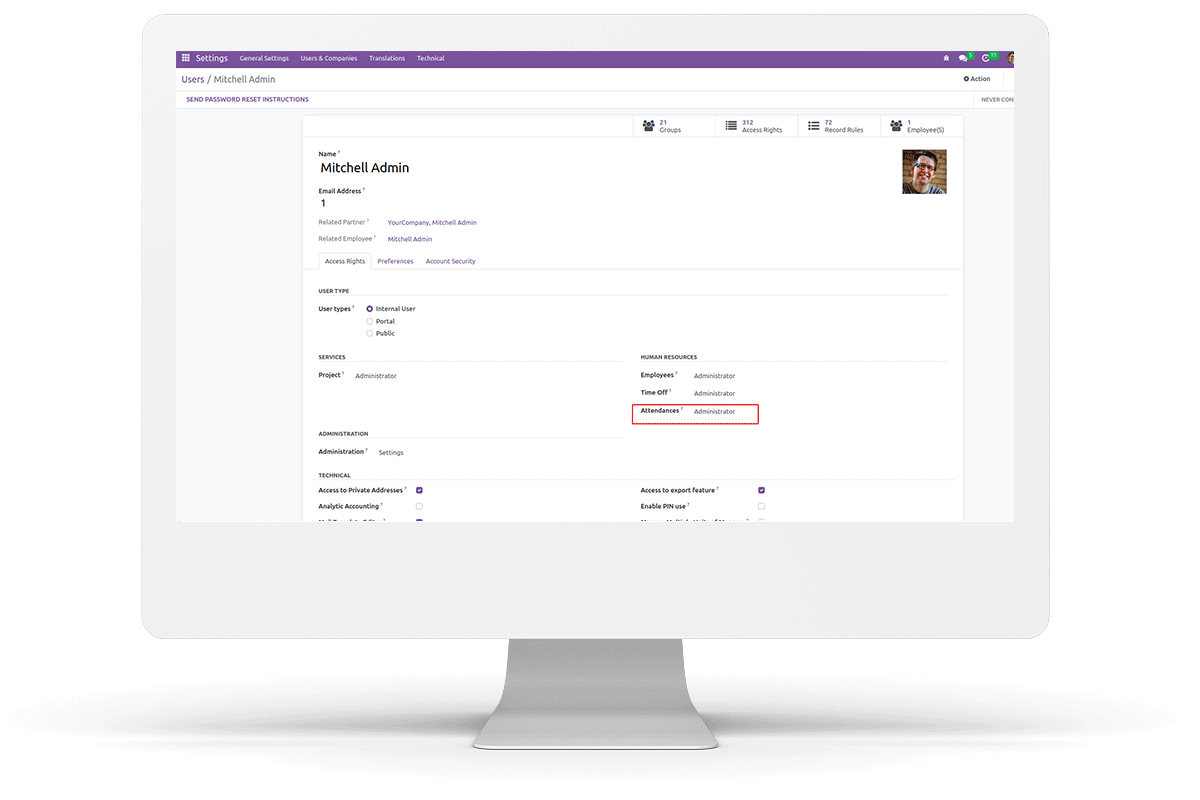 Settings General Settings Users & Companies Translations Technical 5 11
Users / Mitchell Admin Action
SEND PASSWORD RESET INSTRUCTIONS NEVER CON
21 312 72 1
Groups Access Rights Record Rules Employee(S)
Name ?
Mitchell Admin
Email Address ?
1
Related Partner ? YourCompany, Mitchell Admin
Related Employee ? Mitchell Admin
Access Rights Preferences Account Security
USER TYPE
User types ? Internal User
Portal
Public
SERVICES HUMAN RESOURCES
Project ? Administrator Employees ? Administrator
Time Off ? Administrator
Attendances ? Administrator
ADMINISTRATION
Administration ? Settings
TECHNICAL
Access to Private Addresses ? Access to export feature ?
Analytic Accounting ? Enable PIN use ?